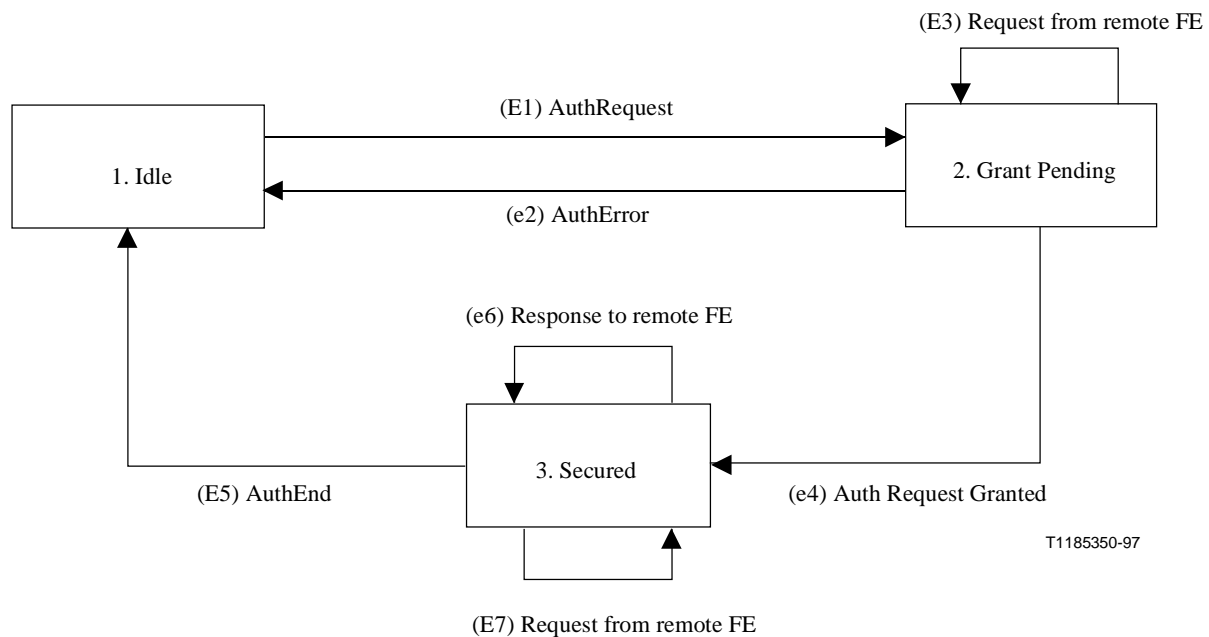 (E3) Request from remote FE
(E1) AuthRequest
1. Idle
2. Grant Pending
(e2) AuthError
(e6) Response to remote FE
3. Secured
(E5) AuthEnd
(e4) Auth Request Granted
T1185350-97
(E7) Request from remote FE